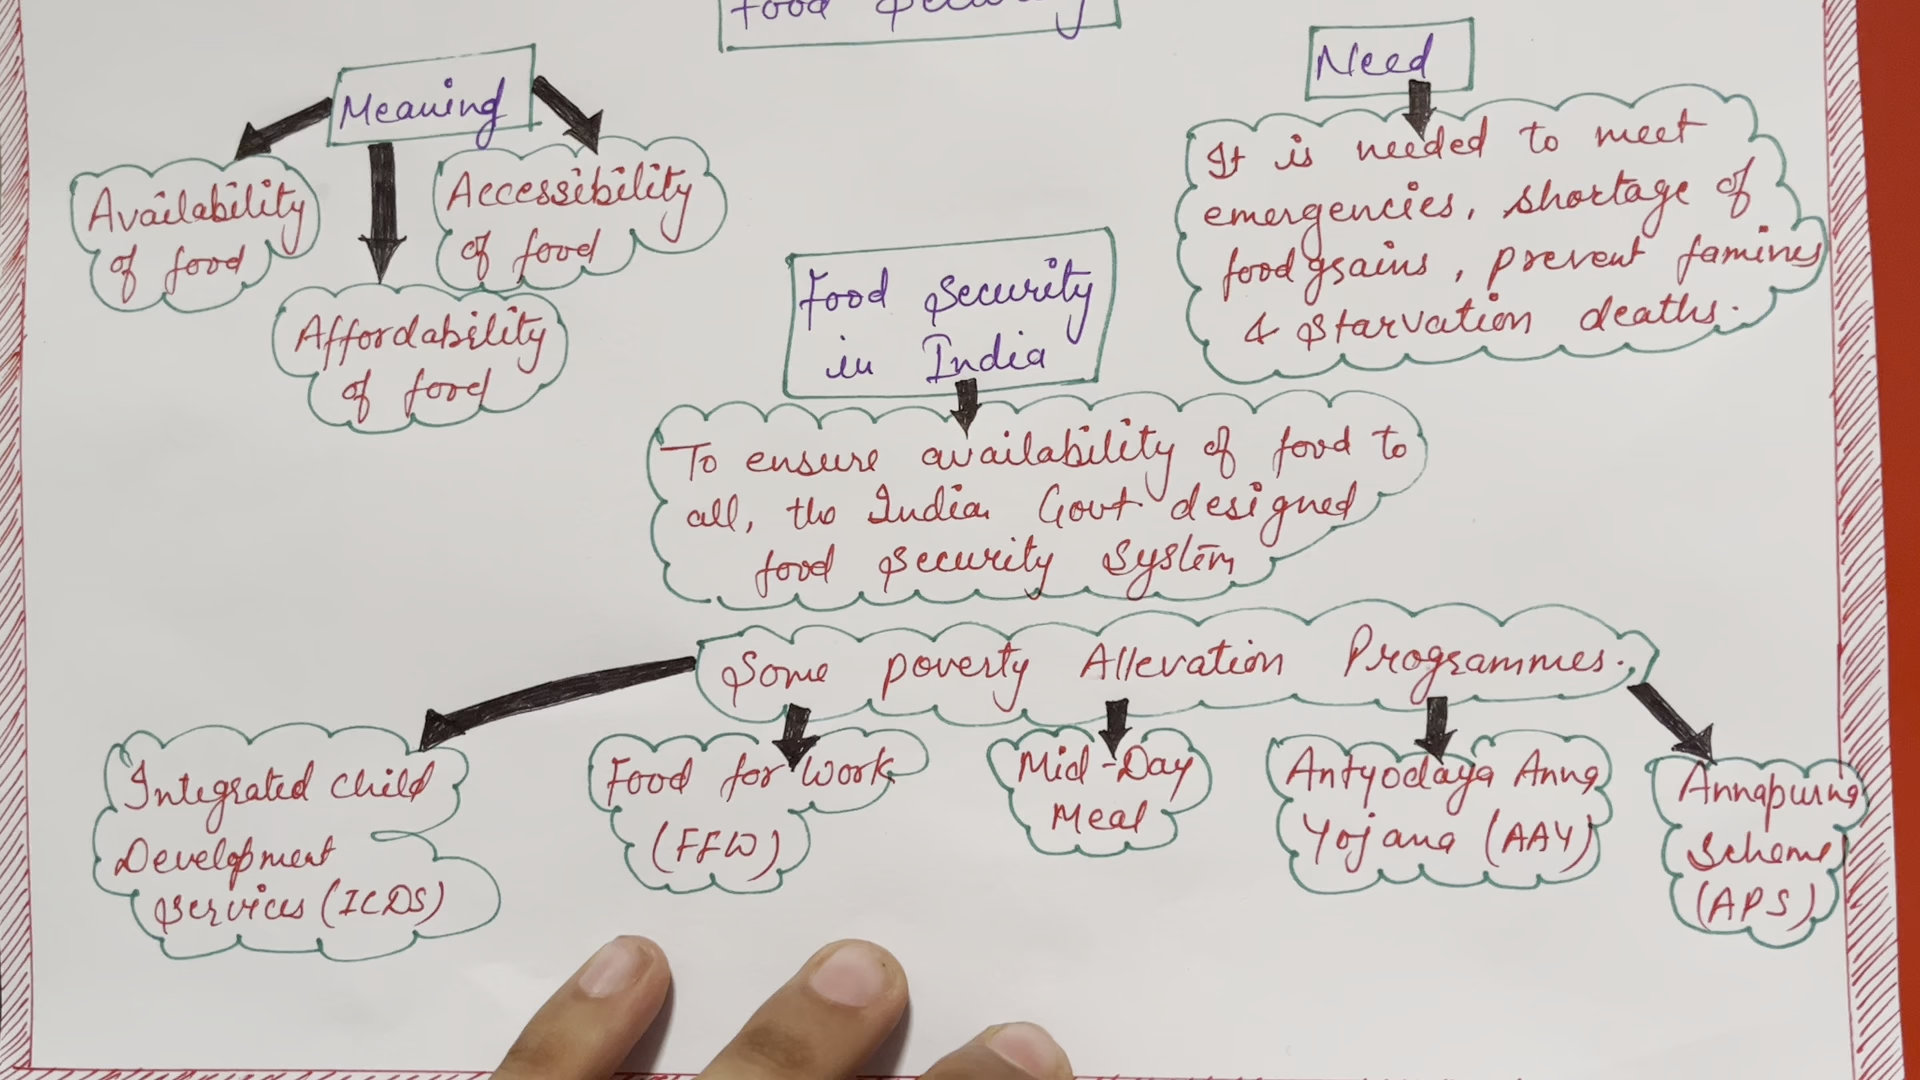 Food Security
Meaning
Availability
of food
Affordability
of food
Accessibility
of food
Need
It is needed to meet
emergencies, shortage of
foodgrains, prevent famines
& starvation deaths.
Food Security
in India
To ensure availability of food to
all, the Indian Govt designed
food security system
Some poverty Allevation Programmes.
Integrated child
Development
Services (ICDS)
Food for Work
(FFW)
Mid-Day
Meal
Antyodaya Anna
Yojana (AAY)
Annapurna
Scheme
(APS)